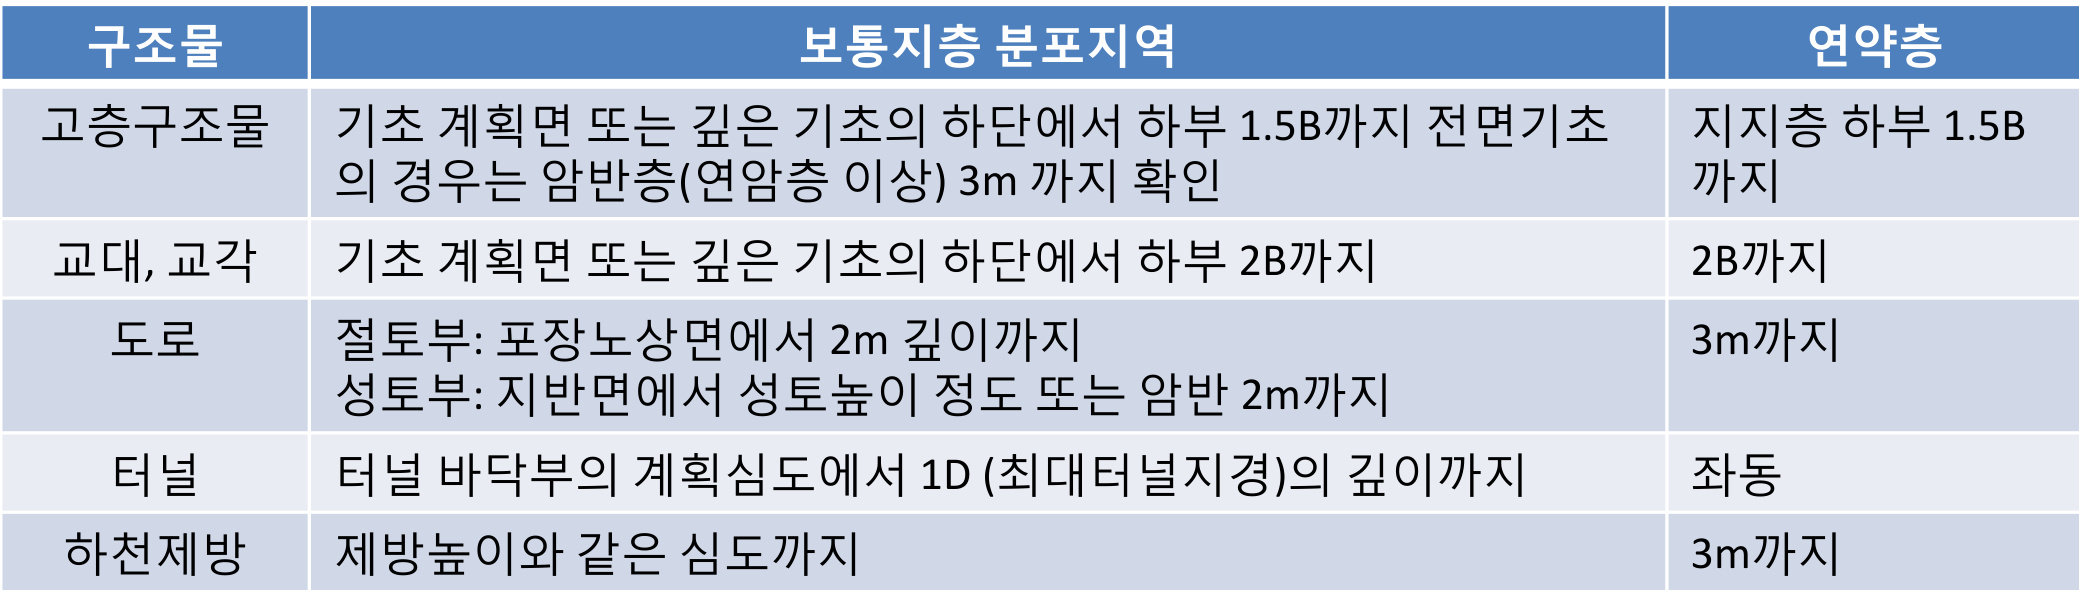 구조물 보통지층 분포지역 연약층
고층구조물 기초 계획면 또는 깊은 기초의 하단에서 하부 1.5B까지 전면기초 지지층 하부 1.5B
의 경우는 암반층(연암층 이상) 3m 까지 확인 까지
교대, 교각 기초 계획면 또는 깊은 기초의 하단에서 하부 2B까지 2B까지
도로 절토부: 포장노상면에서 2m 깊이까지 3m까지
성토부: 지반면에서 성토높이 정도 또는 암반 2m까지
터널 터널 바닥부의 계획심도에서 1D (최대터널지경)의 깊이까지 좌동
하천제방 제방높이와 같은 심도까지 3m까지